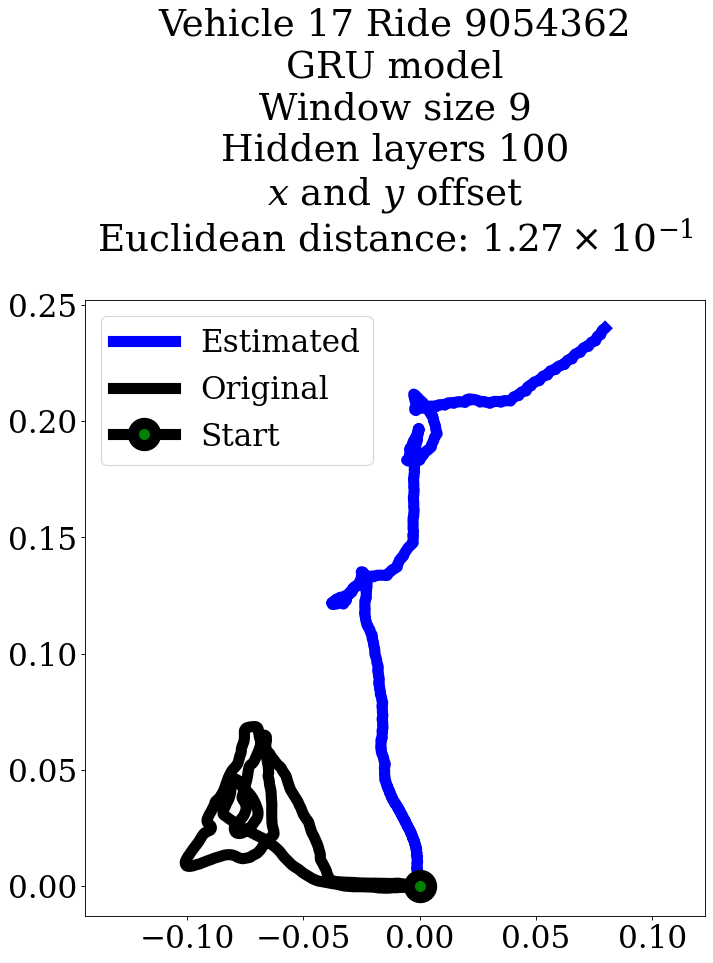 Vehicle 17 Ride 9054362
GRU model
Window size 9
Hidden layers 100
x and y offset
Euclidean distance: 1.27 × 10⁻¹
0.25
0.20
0.15
0.10
0.05
0.00
Estimated
Original
Start
−0.10 −0.05 0.00 0.05 0.10